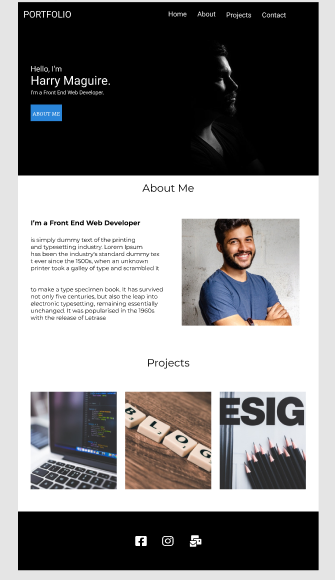 PORTFOLIO
Home About Projects Contact
Hello, I'm
Harry Maguire.
I'm a Front End Web Developer.
ABOUT ME
About Me
I'm a Front End Web Developer
is simply dummy text of the printing
and typesetting industry. Lorem Ipsum
has been the industry's standard dummy tex
t ever since the 1500s, when an unknown
printer took a galley of type and scrambled it
to make a type specimen book. It has survived
not only five centuries, but also the leap into
electronic typesetting, remaining essentially
unchanged. It was popularised in the 1960s
with the release of Letrase
Projects
BLOG
ESIG